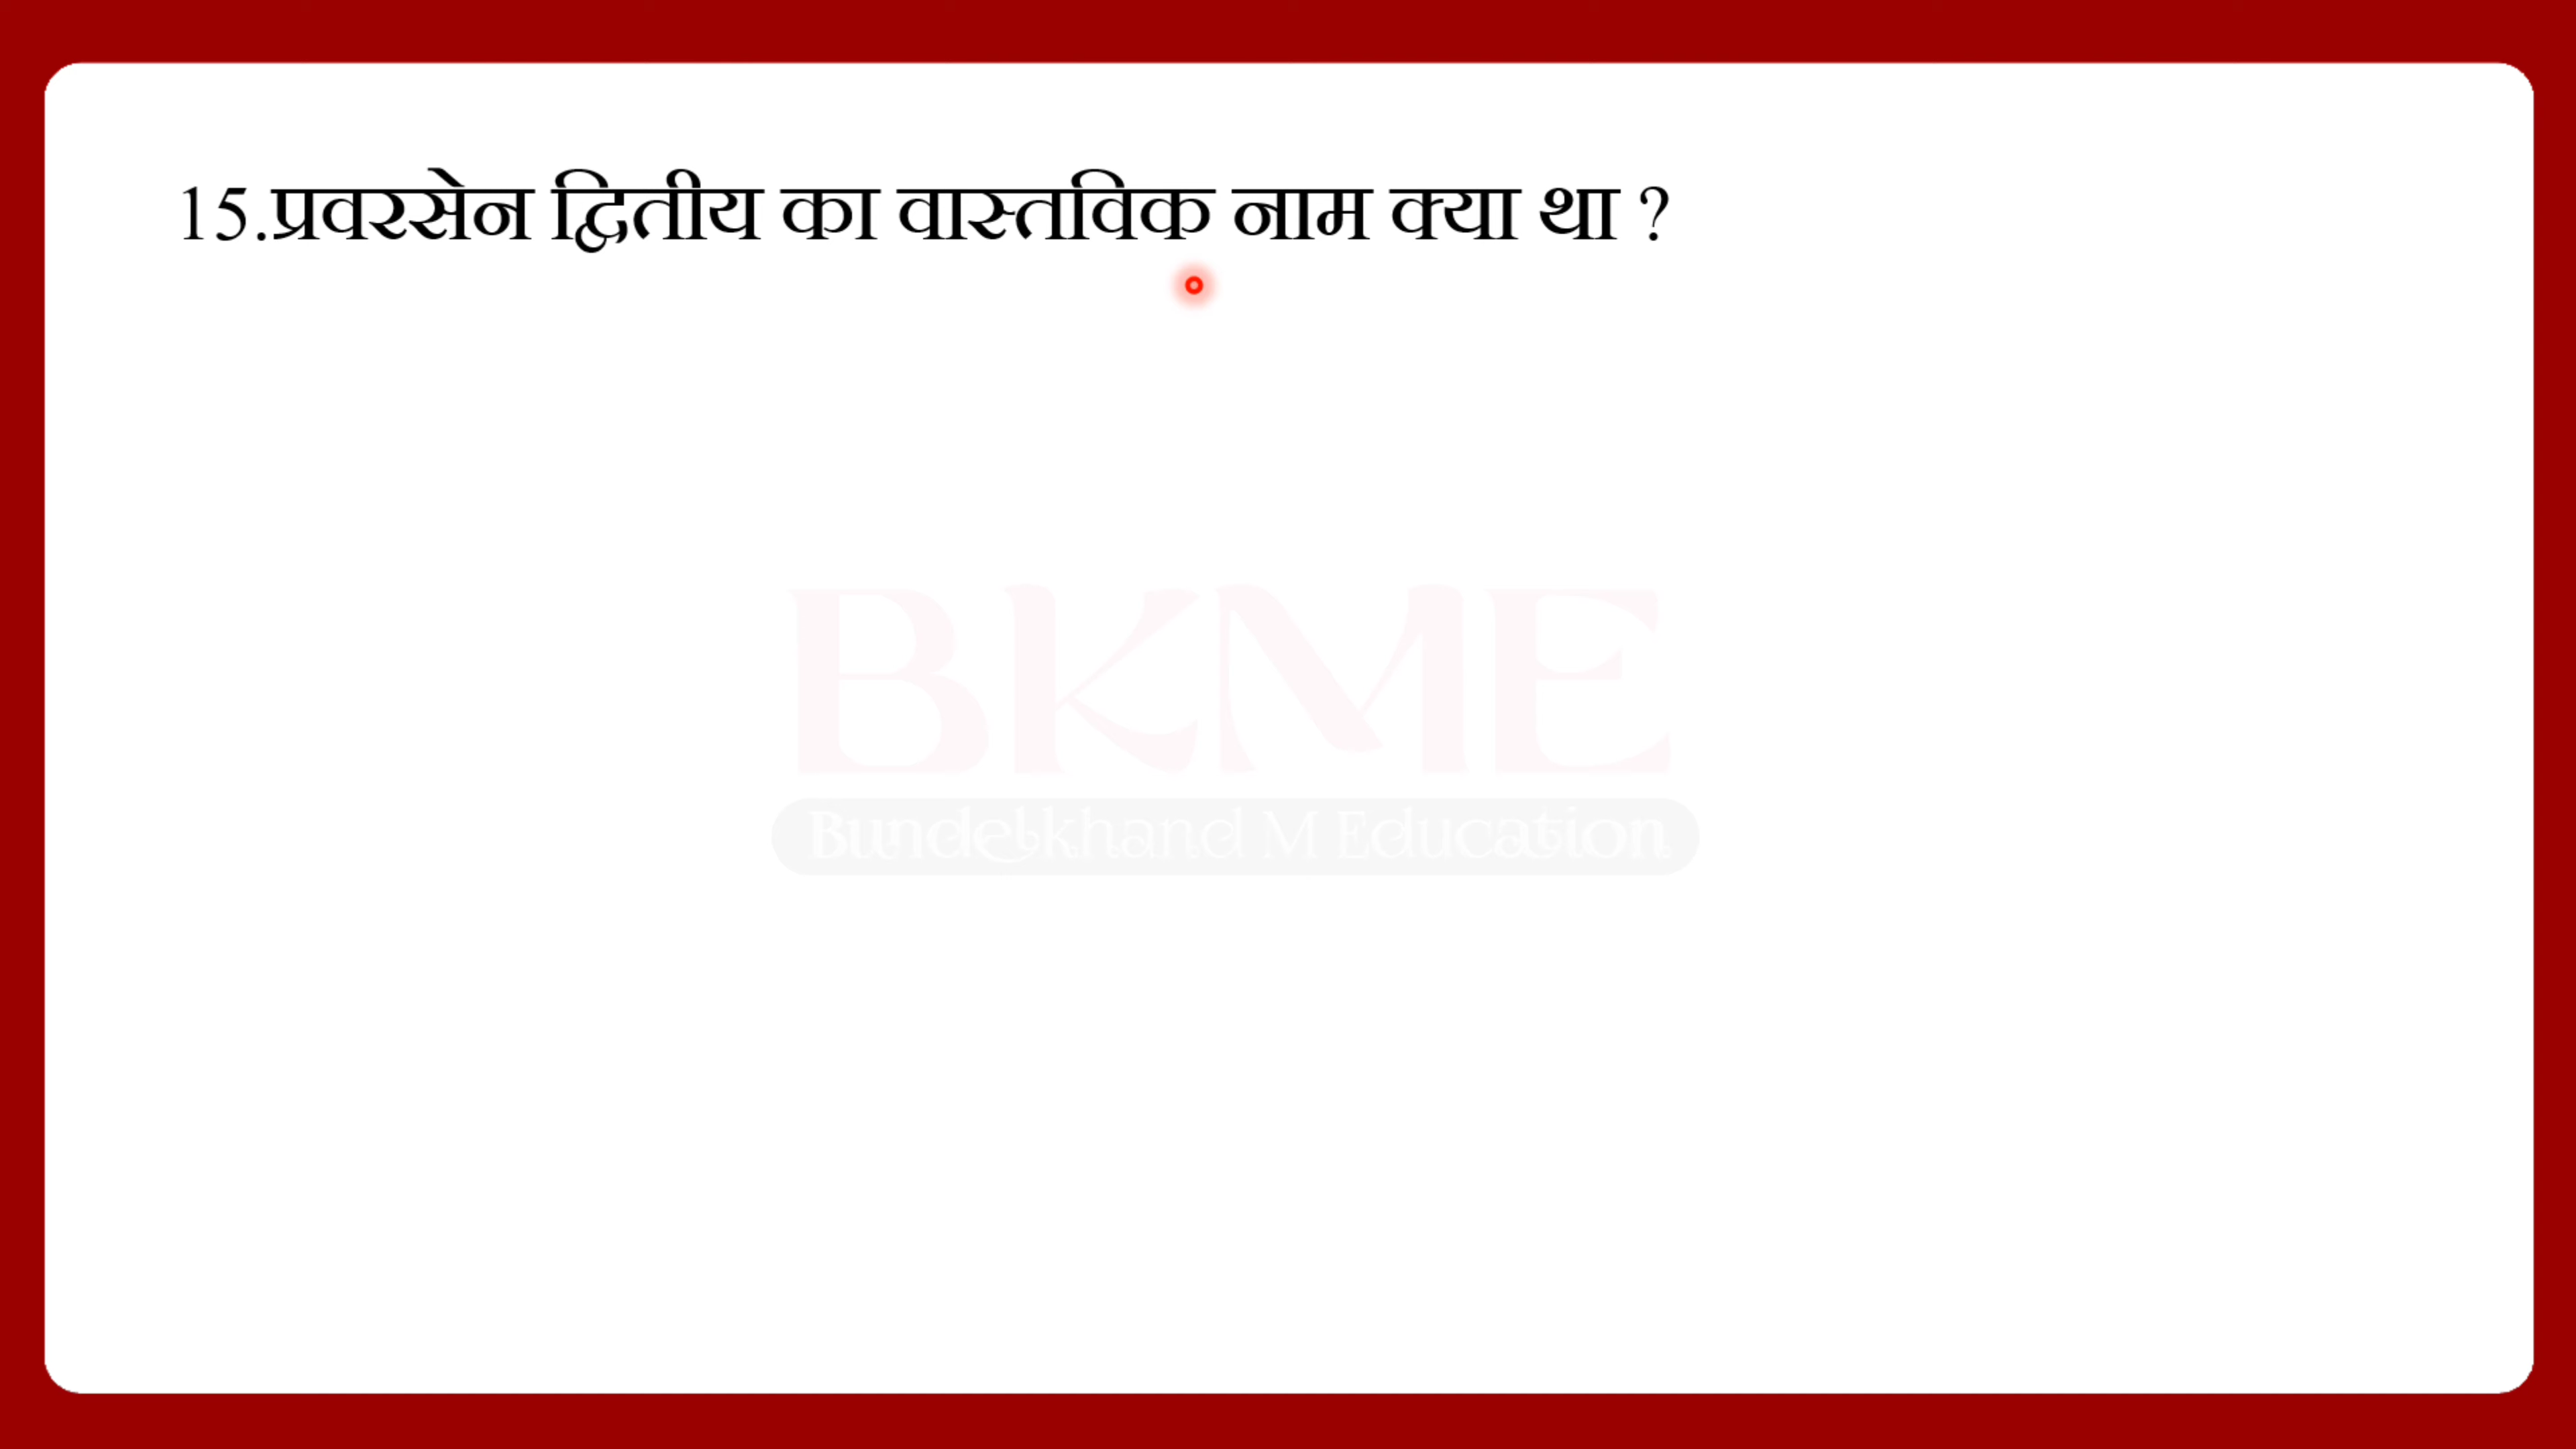 15.प्रवरसेन द्वितीय का वास्तविक नाम क्या था ?
BKME
Bundelkhand M Education